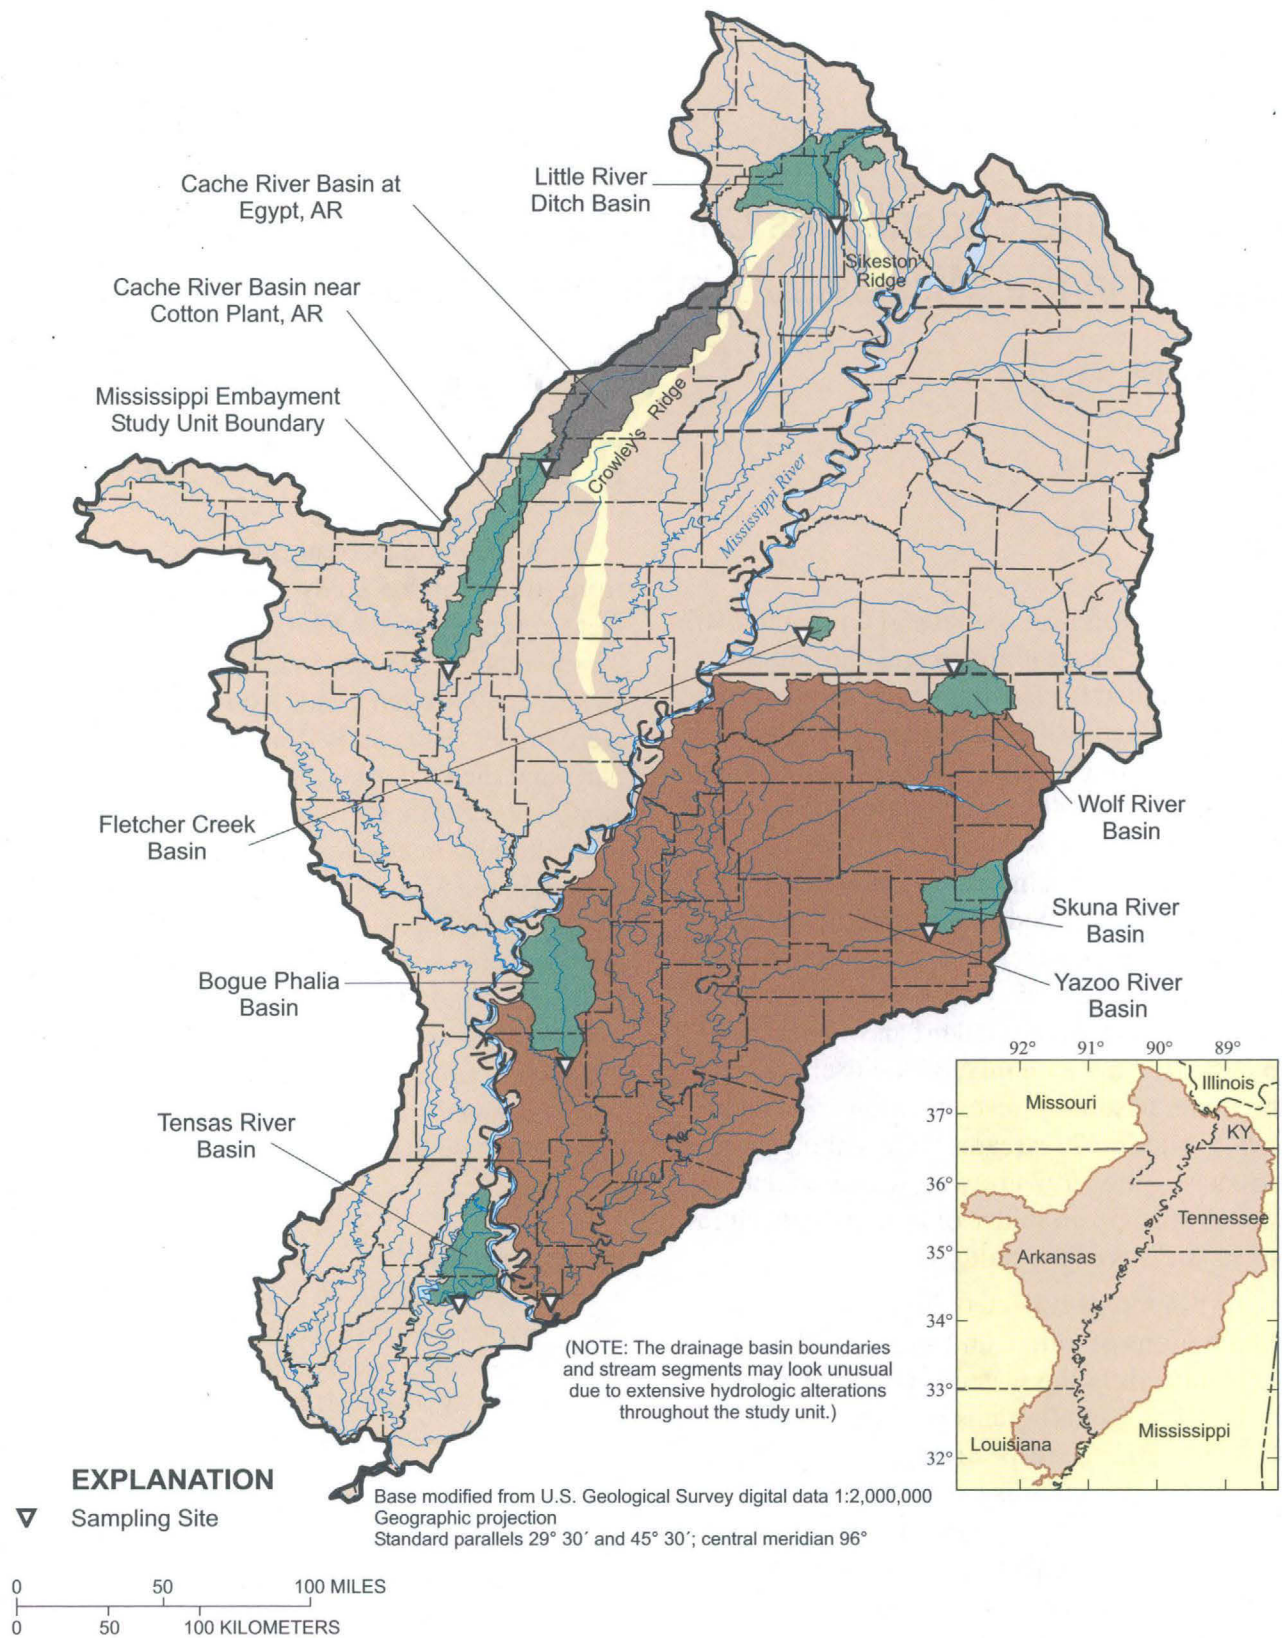 Cache River Basin at
Egypt, AR
Little River
Ditch Basin
Cache River Basin near
Cotton Plant, AR
Sikeston
Ridge
Mississippi Embayment
Study Unit Boundary
Crowley's Ridge
Mississippi River
Fletcher Creek
Basin
Wolf River
Basin
Skuna River
Basin
Bogue Phalia
Basin
Yazoo River
Basin
Tensas River
Basin
92° 91° 90° 89°
Illinois
Missouri
37°
KY
36°
Tennessee
35°
Arkansas
34°
33°
Mississippi
Louisiana
32°
(NOTE: The drainage basin boundaries
and stream segments may look unusual
due to extensive hydrologic alterations
throughout the study unit.)
EXPLANATION
Sampling Site
Base modified from U.S. Geological Survey digital data 1:2,000,000
Geographic projection
Standard parallels 29° 30´ and 45° 30´; central meridian 96°
0 50 100 MILES
0 50 100 KILOMETERS